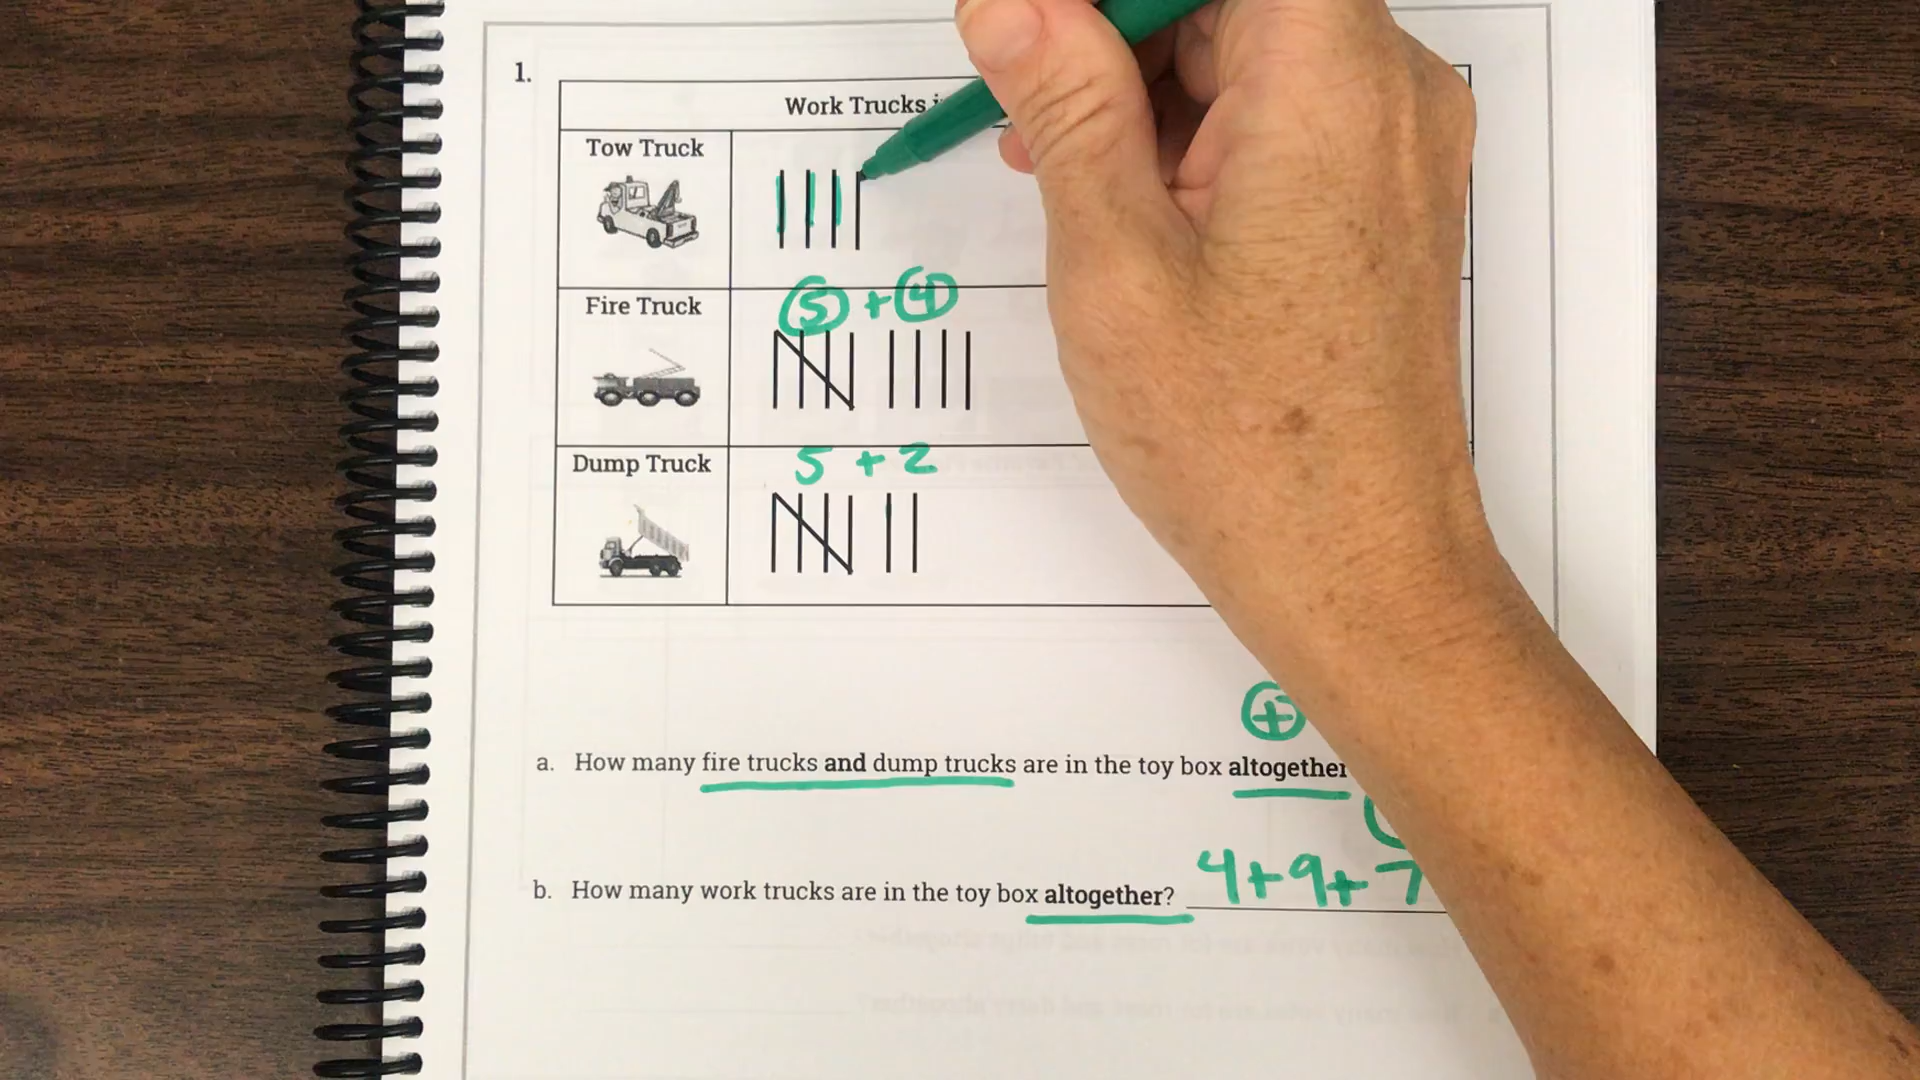 1.
Work Trucks
Tow Truck
5 + 4
Fire Truck
5 + 2
Dump Truck
+
a. How many fire trucks and dump trucks are in the toy box altogether
4+9+7
b. How many work trucks are in the toy box altogether?